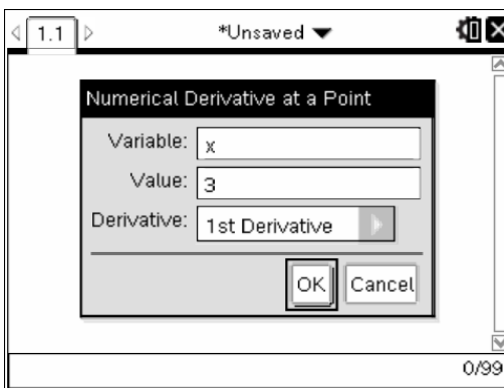 1.1 *Unsaved
Numerical Derivative at a Point
Variable: x
Value: 3
Derivative: 1st Derivative
OK Cancel
0/99